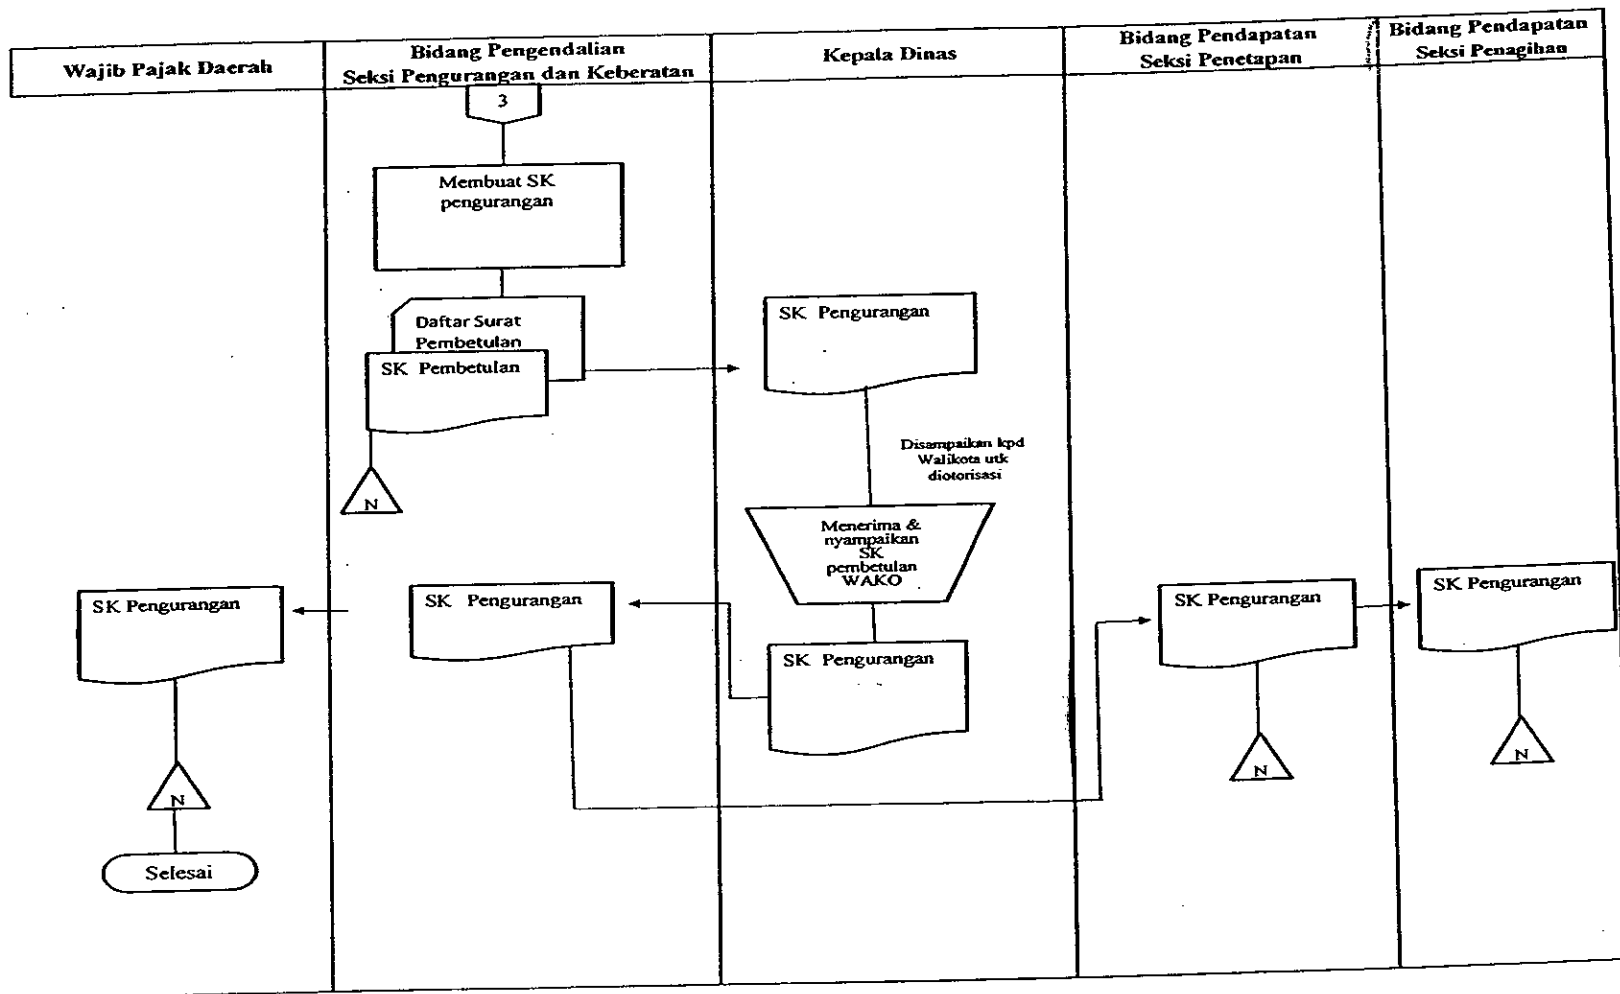 Wajib Pajak Daerah
Bidang Pengendalian
Seksi Pengurangan dan Keberatan
Kepala Dinas
Bidang Pendapatan
Seksi Penetapan
Bidang Pendapatan
Seksi Penagihan
3
Membuat SK
pengurangan
Daftar Surat
Pembetulan
SK Pembetulan
N
SK Pengurangan
Disampaikan kpd
Walikota utk
diotorisasi
Menerima &
nyampaikan
SK
pembetulan
WAKO
SK Pengurangan
SK Pengurangan
SK Pengurangan
SK Pengurangan
SK Pengurangan
N
N
N
Selesai